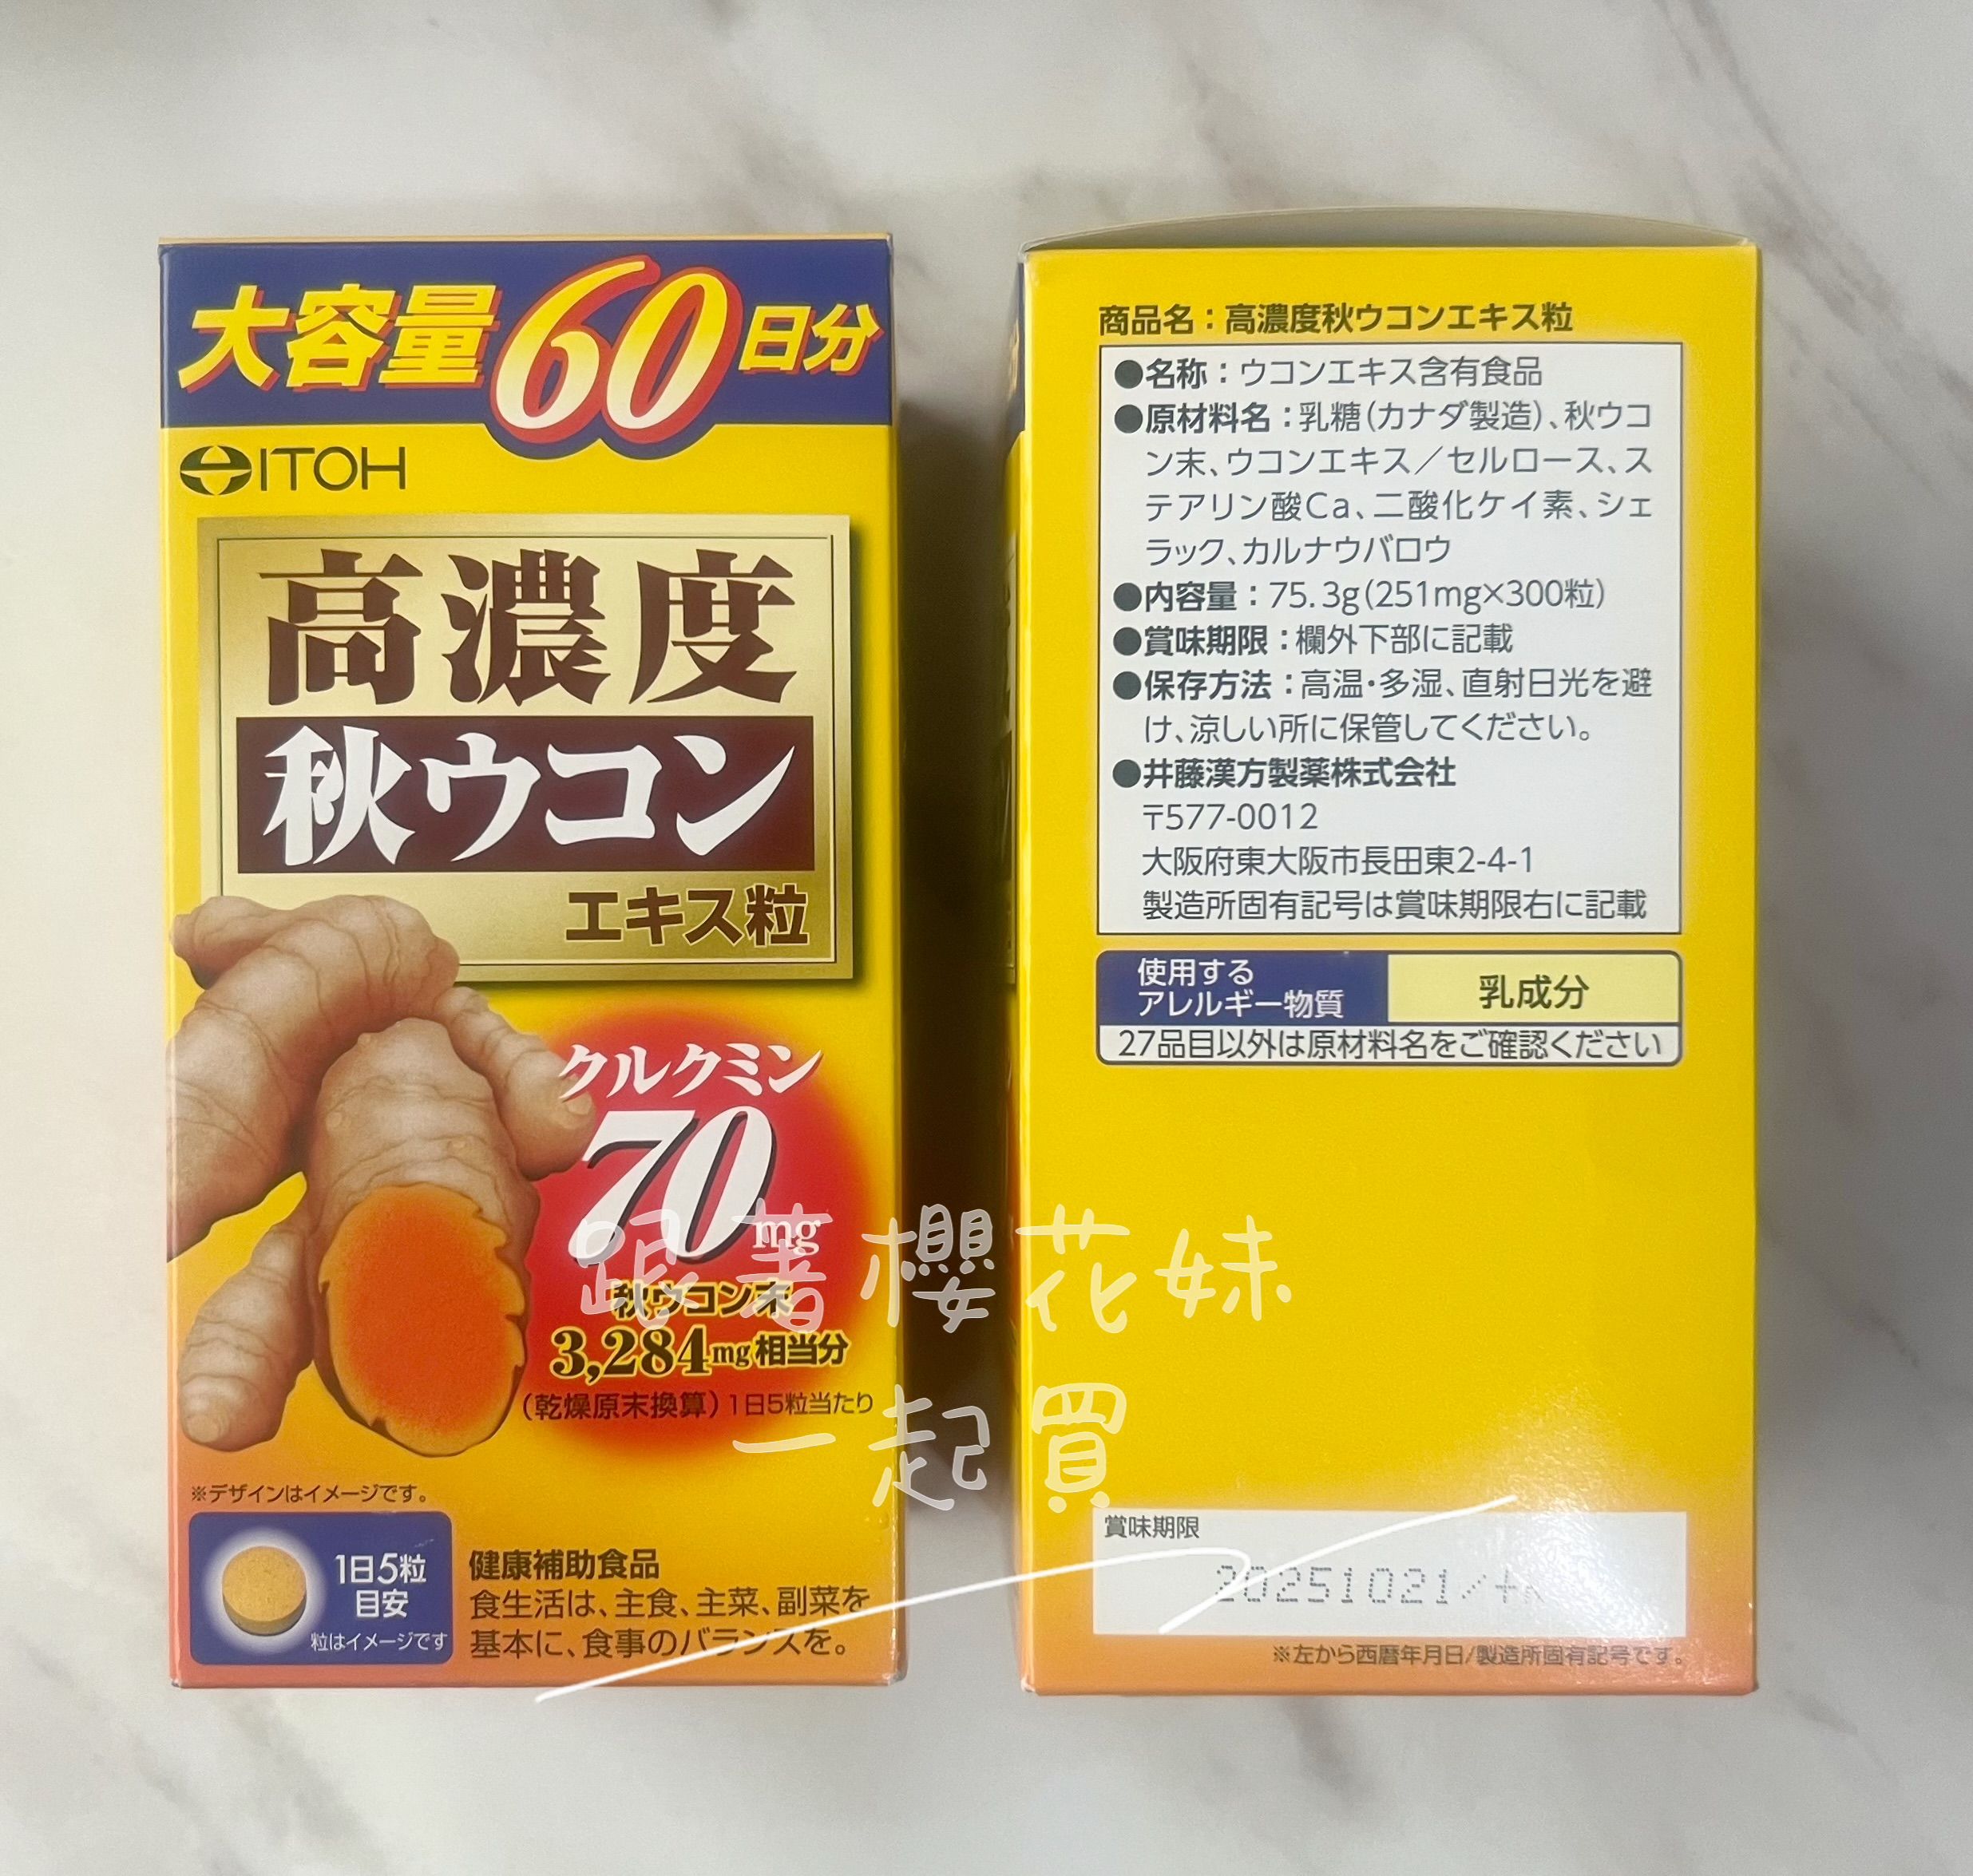 大容量60日分
ITOH
高濃度
秋ウコン
エキス粒
クルクミン
70mg
秋ウコン末
3,284mg相当分
(乾燥原末換算)1日5粒当たり
※デザインはイメージです。
1日5粒
目安
粒はイメージです
健康補助食品
食生活は、主食、主菜、副菜を
基本に、食事のバランスを。
商品名：高濃度秋ウコンエキス粒
●名称：ウコンエキス含有食品
●原材料名：乳糖(カナダ製造)、秋ウコ
ン末、ウコンエキス／セルロース、ス
テアリン酸Ca、二酸化ケイ素、シェ
ラック、カルナウバロウ
●内容量：75.3g(251mg×300粒)
●賞味期限：欄外下部に記載
●保存方法：高温・多湿、直射日光を避
け、涼しい所に保管してください。
●井藤漢方製薬株式会社
〒577-0012
大阪府東大阪市長田東2-4-1
製造所固有記号は賞味期限右に記載
使用する
アレルギー物質
乳成分
27品目以外は原材料名をご確認ください
賞味期限
20251021/
※左から西暦年月日/製造所固有記号です。
跟著櫻花妹
一起買